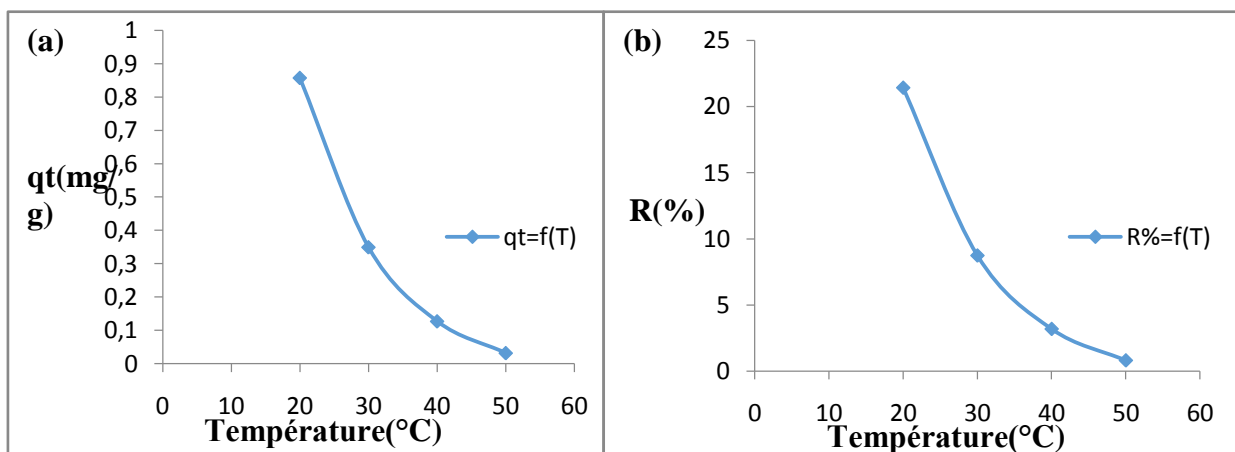 (a)
1
0,9
0,8
0,7
0,6
0,5
0,4
0,3
0,2
0,1
0
qt(mg/
g)
qt=f(T)
0 10 20 30 40 50 60
Température(°C)
(b)
25
20
15
10
5
0
R(%)
R%=f(T)
0 10 20 30 40 50 60
Température(°C)